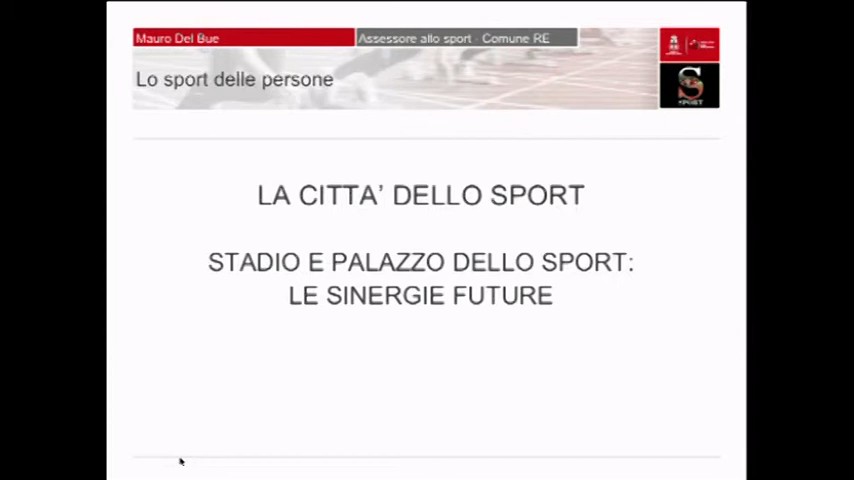 Mauro Del Bue
Assessore allo sport - Comune RE
Lo sport delle persone
S
SPORT
LA CITTA' DELLO SPORT
STADIO E PALAZZO DELLO SPORT:
LE SINERGIE FUTURE